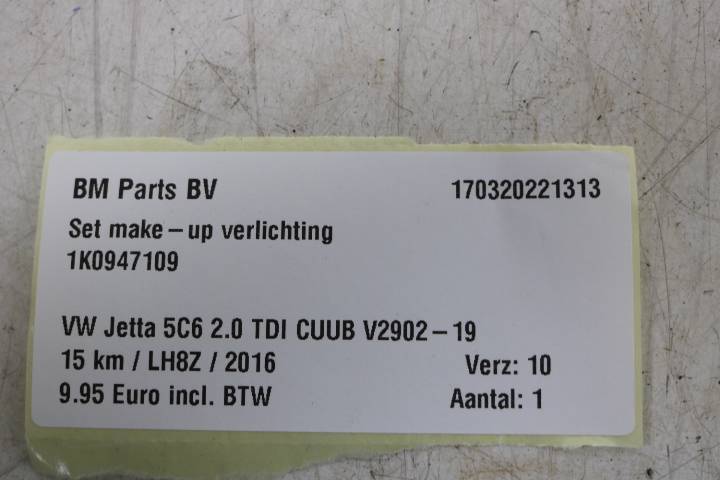 BM Parts BV 170320221313
Set make-up verlichting
1K0947109
VW Jetta 5C6 2.0 TDI CUUB V2902-19
15 km / LH8Z / 2016 Verz: 10
9.95 Euro incl. BTW Aantal: 1